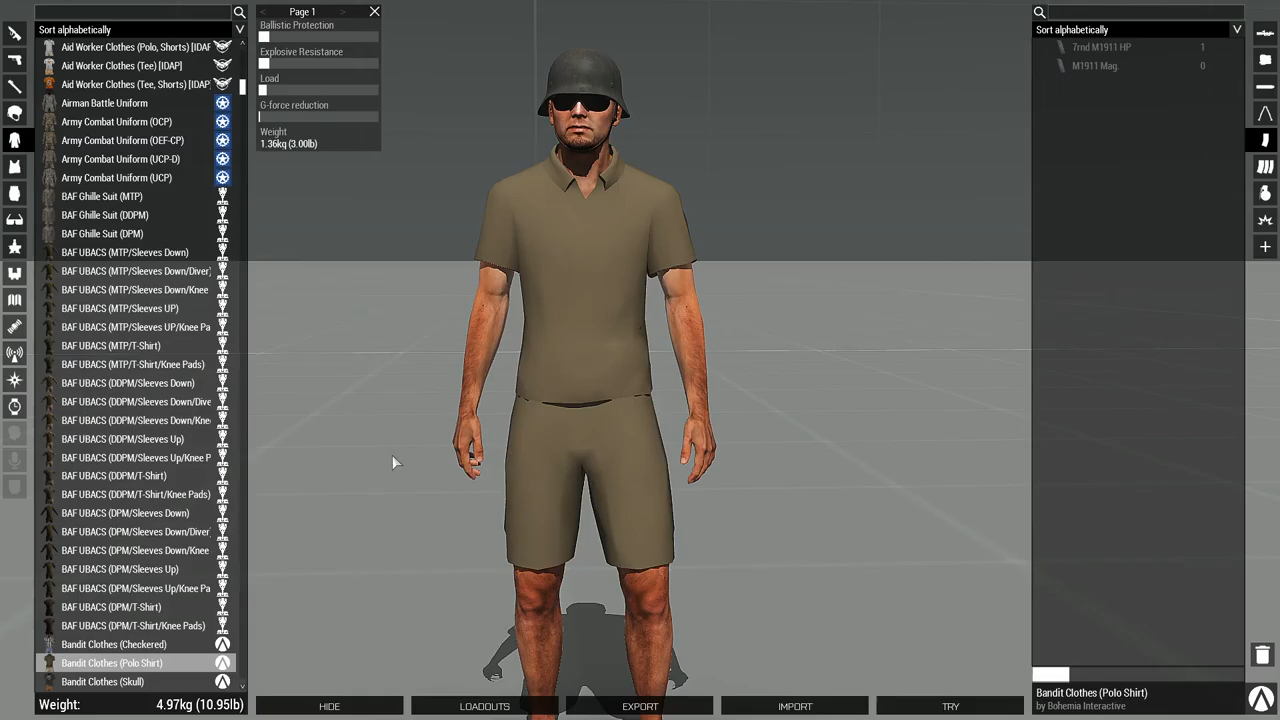 Sort alphabetically
Aid Worker Clothes (Polo, Shorts) [IDAP
Aid Worker Clothes (Tee) [IDAP]
Aid Worker Clothes (Tee, Shorts) [IDAP
Airman Battle Uniform
Army Combat Uniform (OCP)
Army Combat Uniform (OEF-CP)
Army Combat Uniform (UCP-D)
Army Combat Uniform (UCP)
BAF Ghille Suit (MTP)
BAF Ghille Suit (DDPM)
BAF Ghille Suit (DPM)
BAF UBACS (MTP/Sleeves Down)
BAF UBACS (MTP/Sleeves Down/Diver
BAF UBACS (MTP/Sleeves Down/Knee
BAF UBACS (MTP/Sleeves UP)
BAF UBACS (MTP/Sleeves UP/Knee Pa
BAF UBACS (MTP/T-Shirt)
BAF UBACS (MTP/T-Shirt/Knee Pads)
BAF UBACS (DDPM/Sleeves Down)
BAF UBACS (DDPM/Sleeves Down/Dive
BAF UBACS (DDPM/Sleeves Down/Knee
BAF UBACS (DDPM/Sleeves Up)
BAF UBACS (DDPM/Sleeves Up/Knee P
BAF UBACS (DDPM/T-Shirt)
BAF UBACS (DDPM/T-Shirt/Knee Pads)
BAF UBACS (DPM/Sleeves Down)
BAF UBACS (DPM/Sleeves Down/Diver
BAF UBACS (DPM/Sleeves Down/Knee
BAF UBACS (DPM/Sleeves Up)
BAF UBACS (DPM/Sleeves Up/Knee Pa
BAF UBACS (DPM/T-Shirt)
BAF UBACS (DPM/T-Shirt/Knee Pads)
Bandit Clothes (Checkered)
Bandit Clothes (Polo Shirt)
Bandit Clothes (Skull)
Weight: 4.97kg (10.95lb)
< Page 1 >
Ballistic Protection
Explosive Resistance
Load
G-force reduction
Weight
1.36kg (3.00lb)
HIDE LOADOUTS EXPORT IMPORT TRY
Sort alphabetically
7rnd M1911 HP 1
M1911 Mag. 0
Bandit Clothes (Polo Shirt)
by Bohemia Interactive